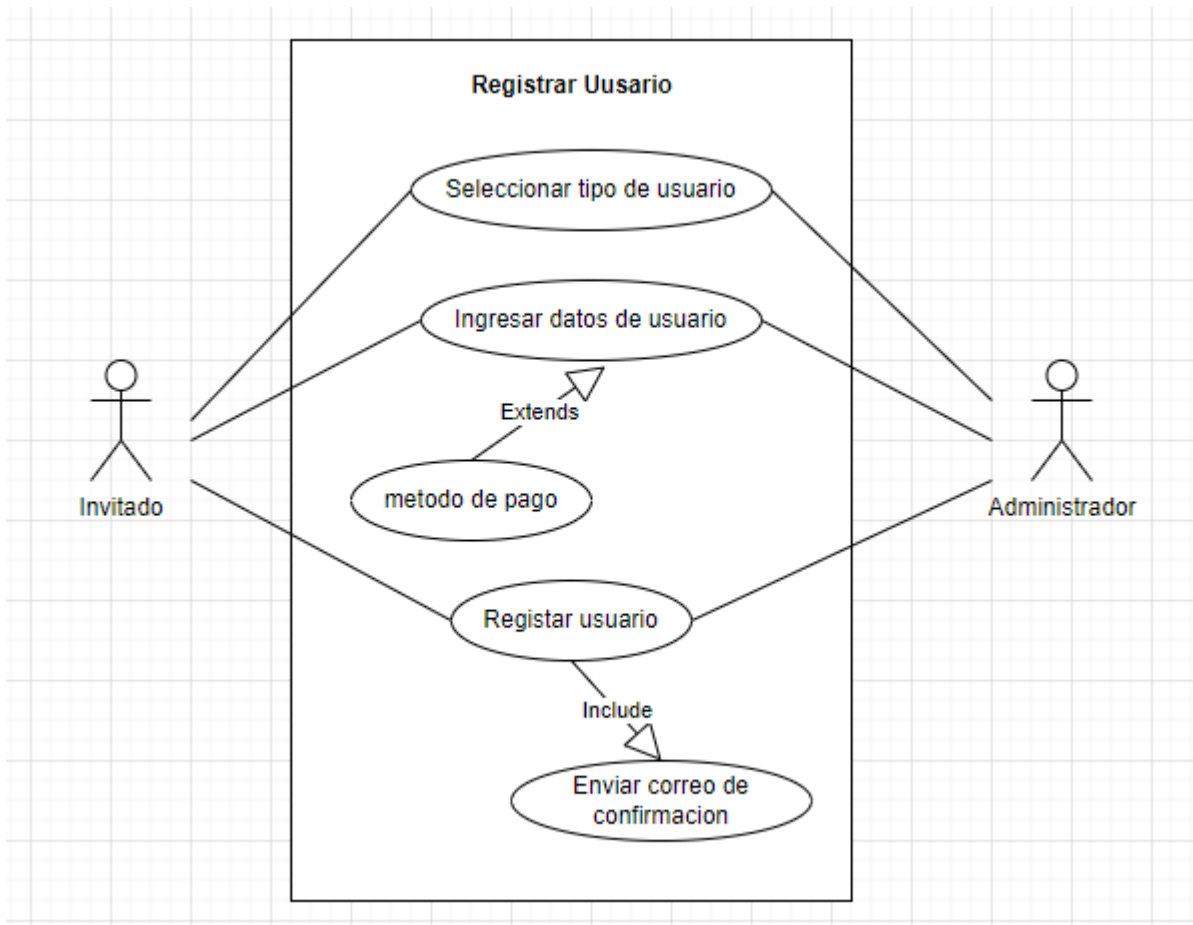 Registrar Uusario
Seleccionar tipo de usuario
Ingresar datos de usuario
Extends
metodo de pago
Invitado
Administrador
Registar usuario
Include
Enviar correo de
confirmacion